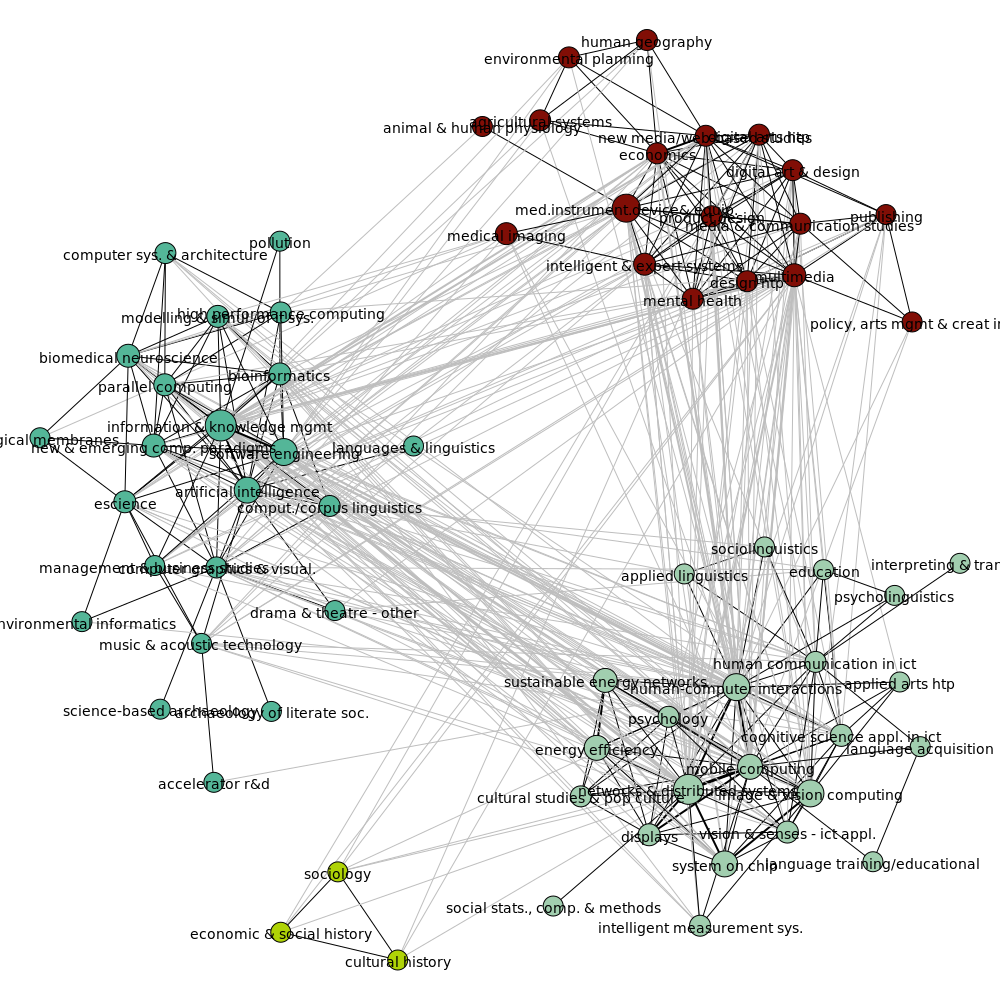 human geography
environmental planning
agricultural systems
animal & human physiology
new media/web-based studies
digital arts htp
economics
digital art & design
med.instrument.device& equip.
product design
publishing
media & communication studies
medical imaging
intelligent & expert systems
multimedia
design htp
mental health
policy, arts mgmt & creat in
pollution
computer sys. & architecture
high performance computing
modelling & simul. of it sys.
biomedical neuroscience
bioinformatics
parallel computing
information & knowledge mgmt
gical membranes
new & emerging comp. paradigms
software engineering
languages & linguistics
artificial intelligence
escience
comput./corpus linguistics
management & business studies
computer graphics & visual.
drama & theatre - other
nvironmental informatics
music & acoustic technology
science-based archaeology
archaeology of literate soc.
accelerator r&d
sociolinguistics
applied linguistics
education
interpreting & tran
psycholinguistics
human communication in ict
sustainable energy networks
human-computer interactions
applied arts htp
psychology
cognitive science appl. in ict
energy efficiency
language acquisition
mobile computing
networks & distributed systems
cultural studies & pop culture
image & vision computing
displays
vision & senses - ict appl.
system on chip
language training/educational
social stats., comp. & methods
intelligent measurement sys.
sociology
economic & social history
cultural history